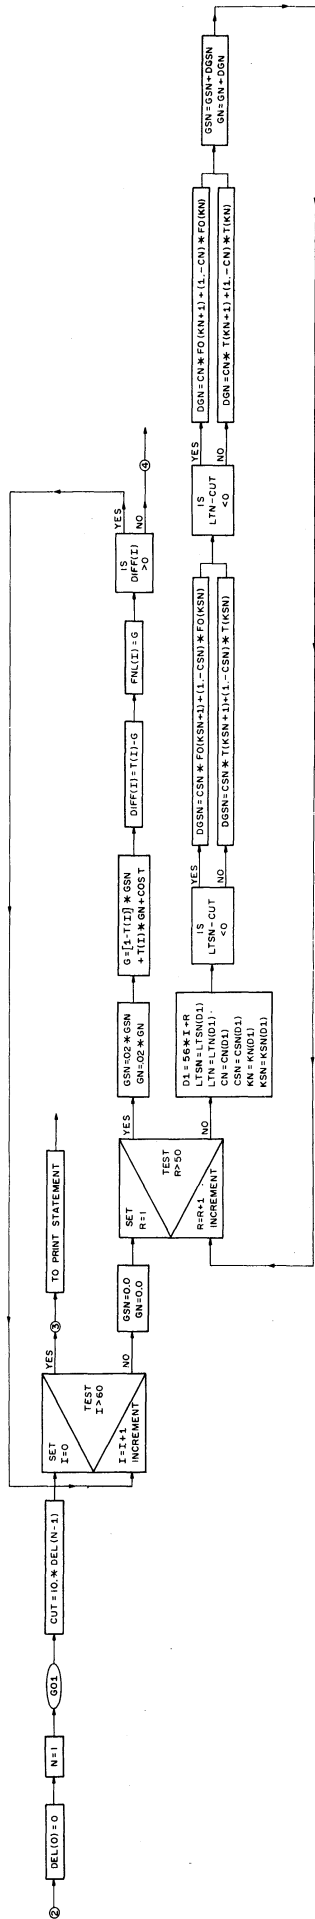 ②
DEL(0) = 0
N = 1
GO1
CUT = 10. * DEL (N-1)
SET
I = 0
TEST
I > 60
I = I + 1
INCREMENT
YES
③
TO PRINT STATEMENT
NO
GSN = 0.0
GN = 0.0
SET
R = 1
TEST
R > 50
R = R + 1
INCREMENT
YES
GSN = .02 * GSN
GN = .02 * GN
G = [1 - T(I)] * GSN
+ T(I) * GN + COS T
DIFF(I) = T(I) - G
FNL(I) = G
IS
DIFF(I)
>0
YES
NO
④
NO
D1 = 56 * I + R
LTSN = LTSN(D1)
LTN = LTN(D1)
CN = CN(D1)
CSN = CSN(D1)
KN = KN(D1)
KSN = KSN(D1)
IS
LTSN - CUT
<0
YES
DGSN = CSN * FO(KSN+1) + (1. - CSN) * FO(KSN)
NO
DGSN = CSN * T(KSN+1) + (1. - CSN) * T(KSN)
IS
LTN - CUT
<0
YES
DGN = CN * FO(KN+1) + (1. - CN) * FO(KN)
NO
DGN = CN * T(KN+1) + (1. - CN) * T(KN)
GSN = GSN + DGSN
GN = GN + DGN